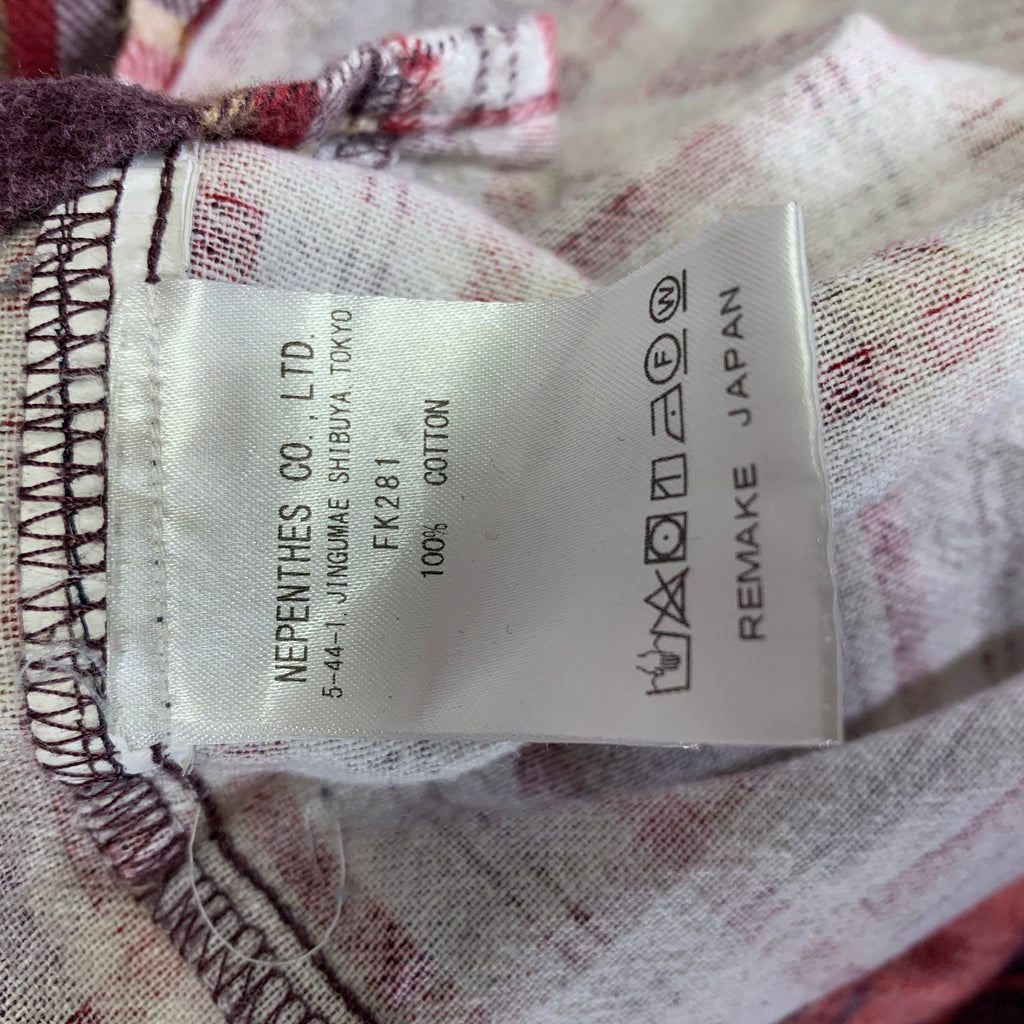 NEPENTHES CO., LTD.
5-44-1, JINGUMAE SHIBUYA TOKYO
FK281
100% COTTON
F W
REMAKE JAPAN